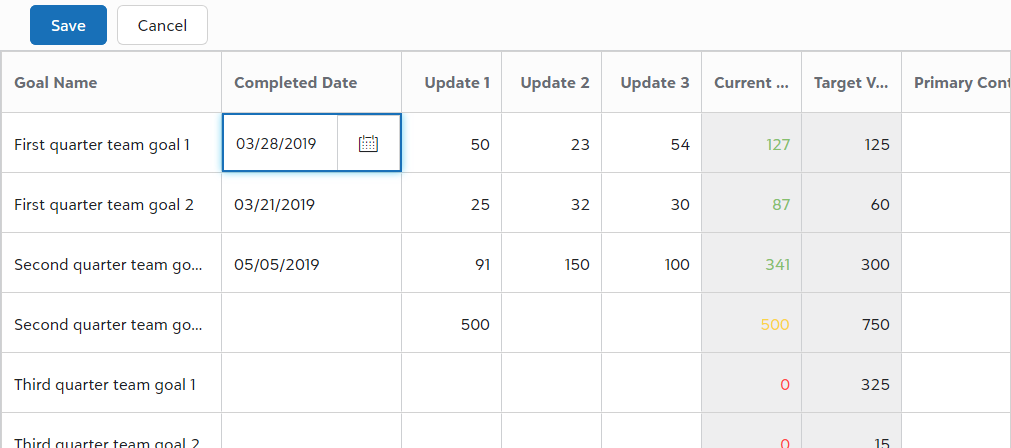 Save Cancel
Goal Name Completed Date Update 1 Update 2 Update 3 Current ... Target V... Primary Cont
First quarter team goal 1 03/28/2019 50 23 54 127 125
First quarter team goal 2 03/21/2019 25 32 30 87 60
Second quarter team go... 05/05/2019 91 150 100 341 300
Second quarter team go... 500 500 750
Third quarter team goal 1 0 325
Third quarter team goal 2 0 15